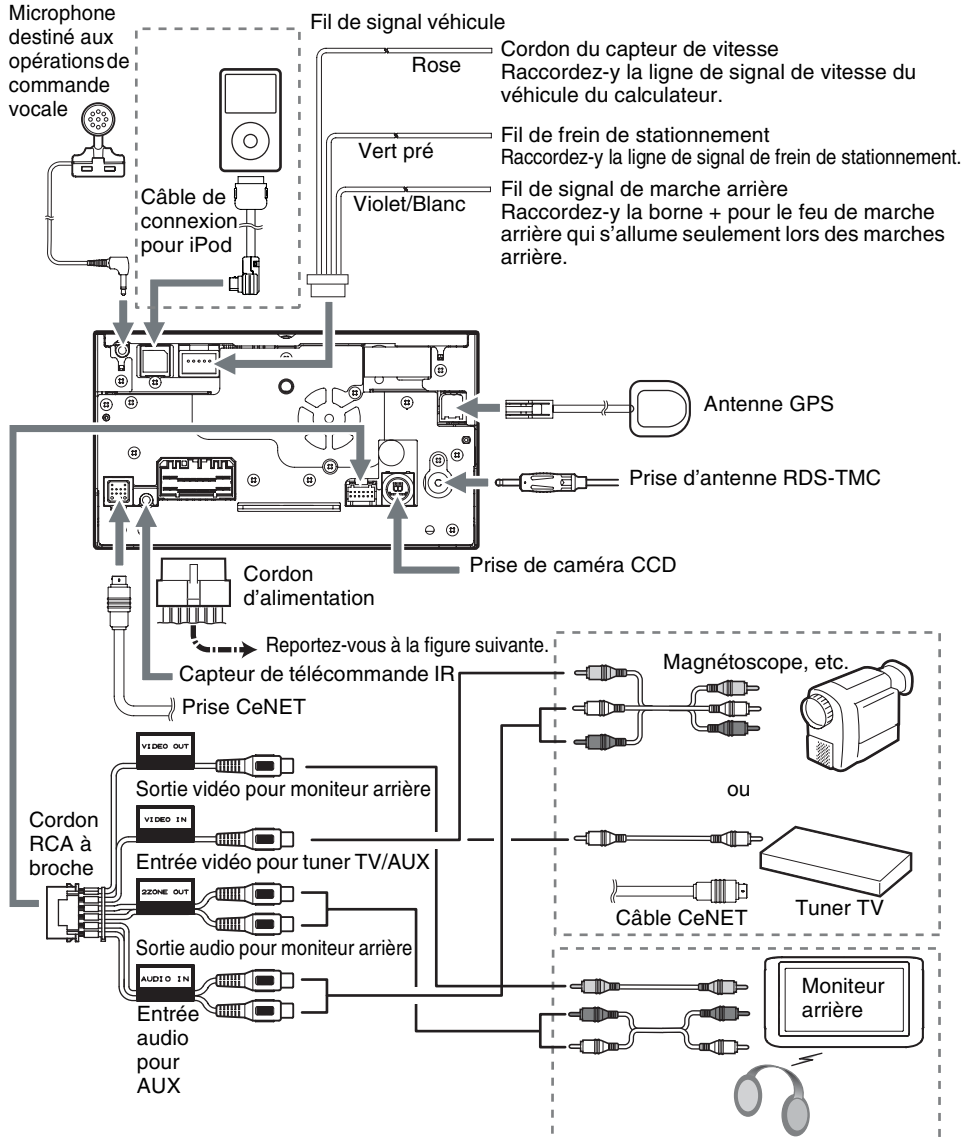 Microphone
destiné aux
opérations de
commande
vocale
Fil de signal véhicule
Rose
Cordon du capteur de vitesse
Raccordez-y la ligne de signal de vitesse du
véhicule du calculateur.
Vert pré
Fil de frein de stationnement
Raccordez-y la ligne de signal de frein de stationnement.
Violet/Blanc
Fil de signal de marche arrière
Raccordez-y la borne + pour le feu de marche
arrière qui s'allume seulement lors des marches
arrière.
Câble de
connexion
pour iPod
Antenne GPS
Prise d'antenne RDS-TMC
Prise de caméra CCD
Cordon
d'alimentation
Reportez-vous à la figure suivante.
Capteur de télécommande IR
Prise CeNET
Magnétoscope, etc.
ou
Câble CeNET
Tuner TV
VIDEO OUT
Sortie vidéo pour moniteur arrière
Cordon
RCA à
broche
VIDEO IN
Entrée vidéo pour tuner TV/AUX
2ZONE OUT
Sortie audio pour moniteur arrière
AUDIO IN
Entrée
audio
pour
AUX
Moniteur
arrière